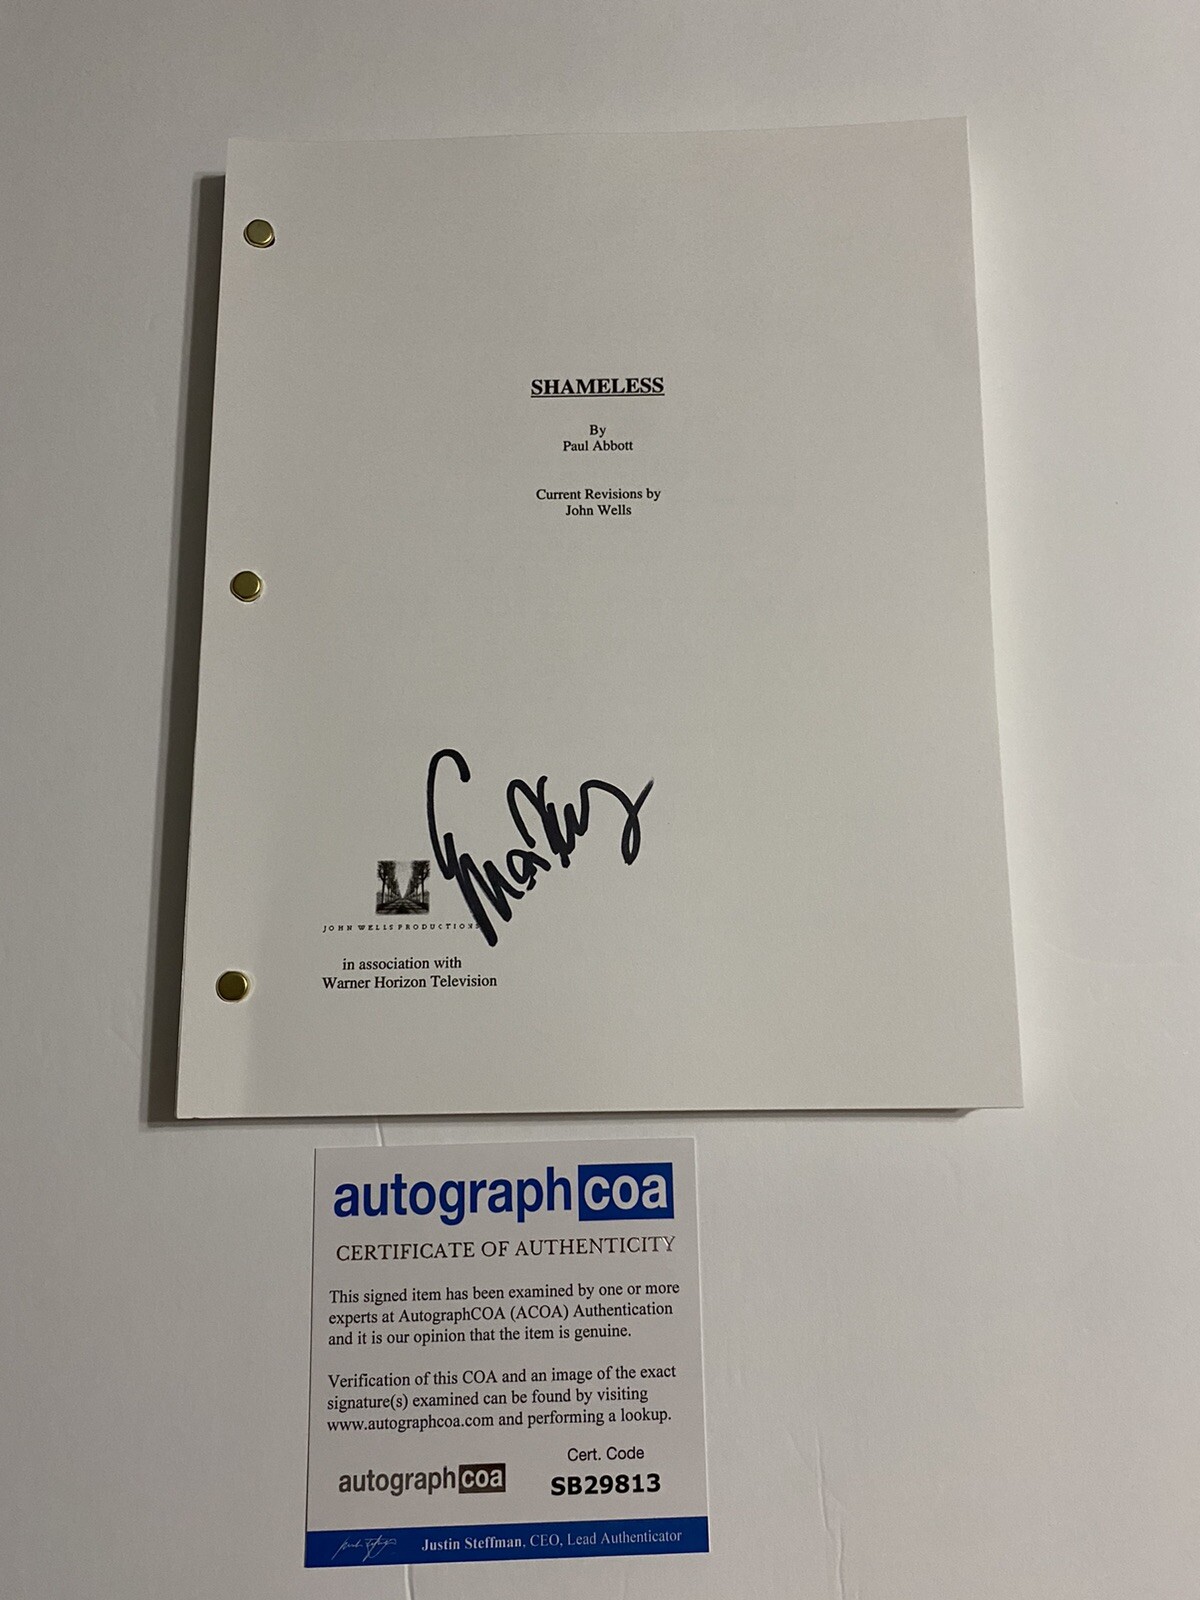 SHAMELESS
By
Paul Abbott
Current Revisions by
John Wells
JOHN WELLS PRODUCTIONS
in association with
Warner Horizon Television
autographcoa
CERTIFICATE OF AUTHENTICITY
This signed item has been examined by one or more
experts at AutographCOA (ACOA) Authentication
and it is our opinion that the item is genuine.
Verification of this COA and an image of the exact
signature(s) examined can be found by visiting
www.autographcoa.com and performing a lookup.
Cert. Code
autographcoa SB29813
Justin Steffman, CEO, Lead Authenticator